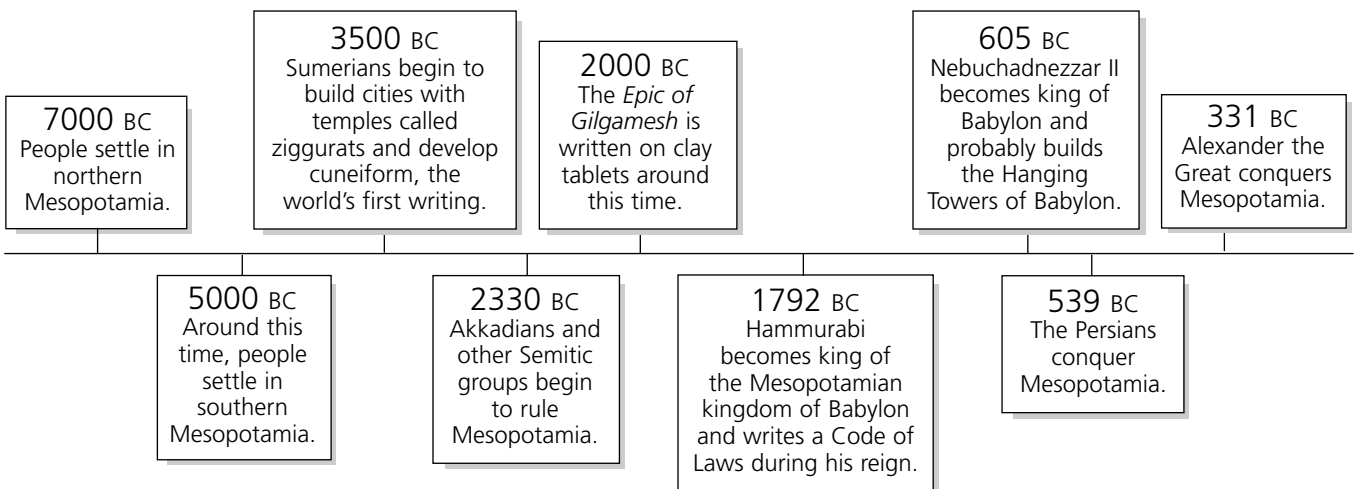 7000 BC
People settle in
northern
Mesopotamia.
5000 BC
Around this
time, people
settle in
southern
Mesopotamia.
3500 BC
Sumerians begin to
build cities with
temples called
ziggurats and develop
cuneiform, the
world's first writing.
2330 BC
Akkadians and
other Semitic
groups begin
to rule
Mesopotamia.
2000 BC
The Epic of
Gilgamesh is
written on clay
tablets around
this time.
1792 BC
Hammurabi
becomes king of
the Mesopotamian
kingdom of Babylon
and writes a Code of
Laws during his reign.
605 BC
Nebuchadnezzar II
becomes king of
Babylon and
probably builds
the Hanging
Towers of Babylon.
539 BC
The Persians
conquer
Mesopotamia.
331 BC
Alexander the
Great conquers
Mesopotamia.